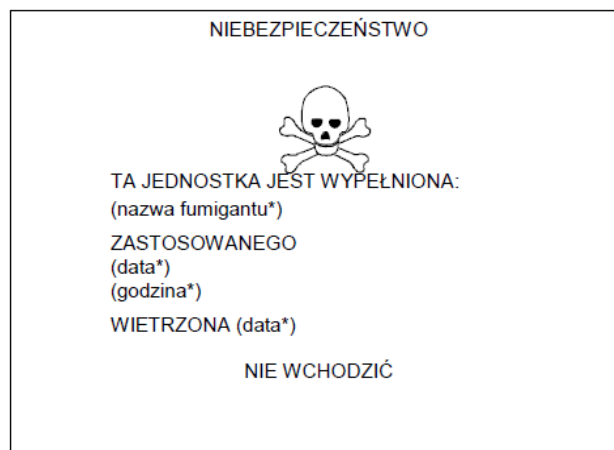 NIEBEZPIECZEŃSTWO
TA JEDNOSTKA JEST WYPEŁNIONA:
(nazwa fumigantu*)
ZASTOSOWANEGO
(data*)
(godzina*)
WIETRZONA (data*)
NIE WCHODZIĆ